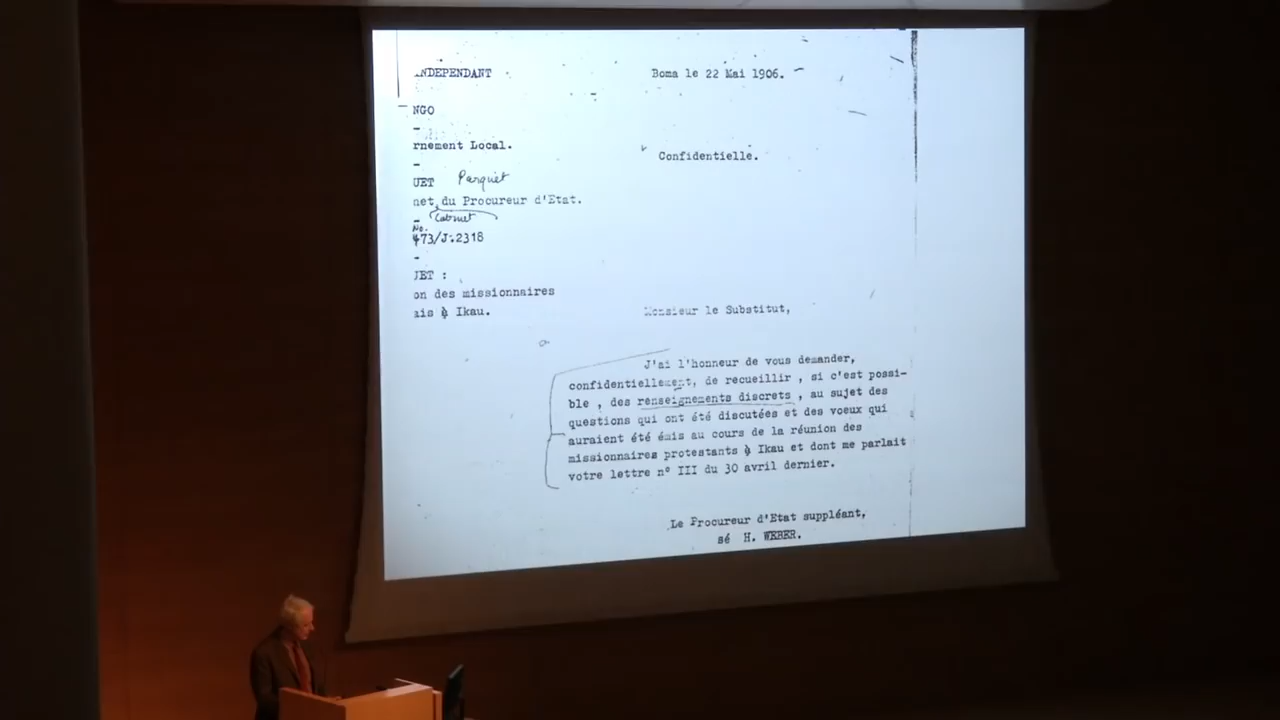 NDEPENDANT
Boma le 22 Mai 1906.
NGO
rnement Local.
Confidentielle.
UET Parquet
net du Procureur d'Etat.
Cabinet
No.
473/J.2318
JET :
on des missionnaires
ais à Ikau.
Monsieur le Substitut,
J'ai l'honneur de vous demander,
confidentiellement, de recueillir , si c'est possi-
ble , des renseignements discrets , au sujet des
questions qui ont été discutées et des voeux qui
auraient été émis au cours de la réunion des
missionnaires protestants à Ikau et dont me parlait
votre lettre n° III du 30 avril dernier.
Le Procureur d'Etat suppléant,
sé H. WEBER.